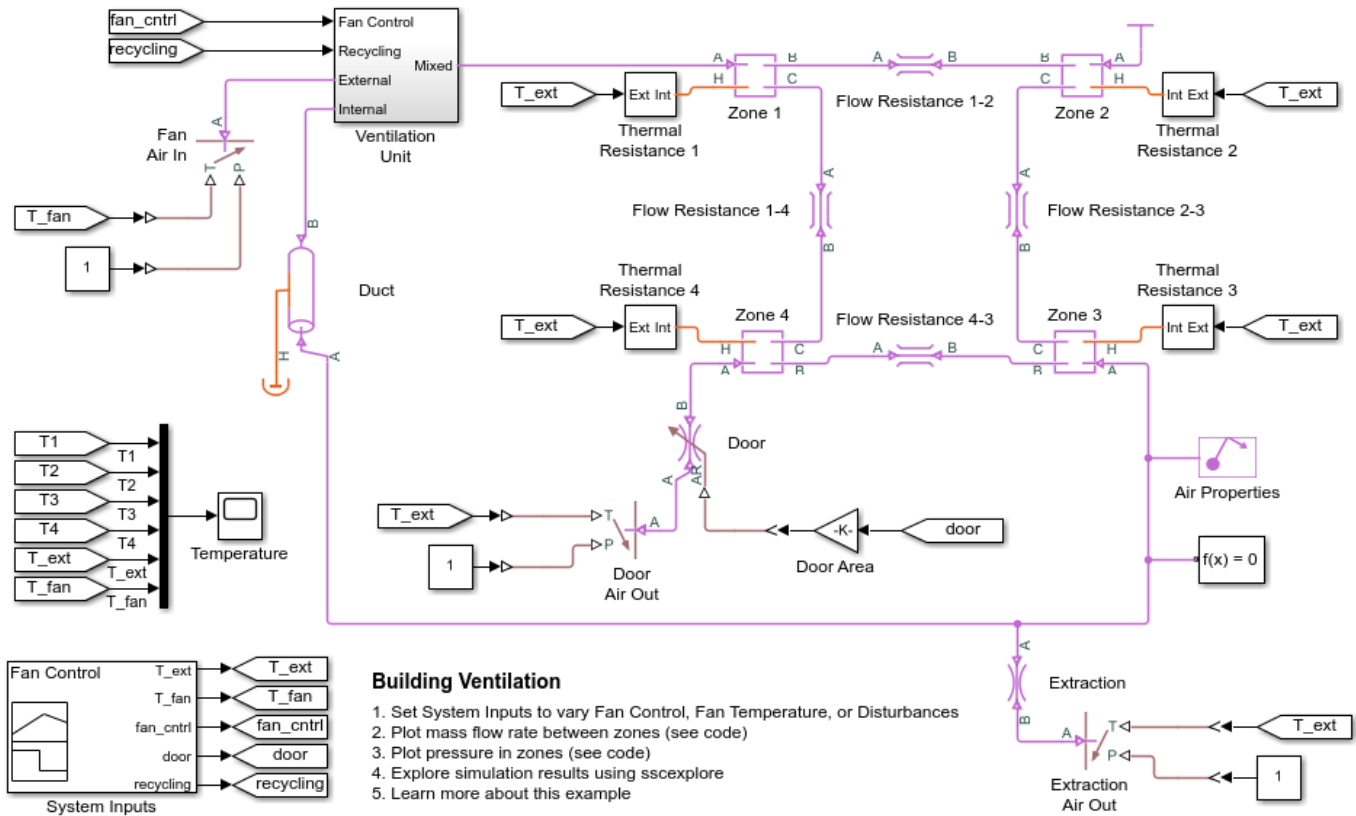 fan_cntrl
recycling
Fan Control
Recycling
External
Internal
Mixed
Ventilation
Unit
A
Fan
Air In
T
P
T_fan
1
B
Duct
H
A
T_ext
Ext Int
Thermal
Resistance 1
A
H
B
C
Zone 1
A
B
Flow Resistance 1-2
B
C
A
H
Zone 2
Int Ext
Thermal
Resistance 2
T_ext
A
Flow Resistance 1-4
B
A
Flow Resistance 2-3
B
Thermal
Resistance 4
T_ext
Ext Int
Zone 4
H
A
C
B
Flow Resistance 4-3
A
B
Zone 3
C
B
H
A
Thermal
Resistance 3
Int Ext
T_ext
B
Door
A
AR
T_ext
1
T
P
A
Door
Air Out
-K-
Door Area
door
Air Properties
f(x) = 0
T1
T2
T3
T4
T_ext
T_fan
T1
T2
T3
T4
T_ext
T_fan
Temperature
Fan Control
T_ext
T_fan
fan_cntrl
door
recycling
T_ext
T_fan
fan_cntrl
door
recycling
System Inputs
Building Ventilation
1. Set System Inputs to vary Fan Control, Fan Temperature, or Disturbances
2. Plot mass flow rate between zones (see code)
3. Plot pressure in zones (see code)
4. Explore simulation results using sscexplore
5. Learn more about this example
A
Extraction
B
A
T
P
T_ext
1
Extraction
Air Out